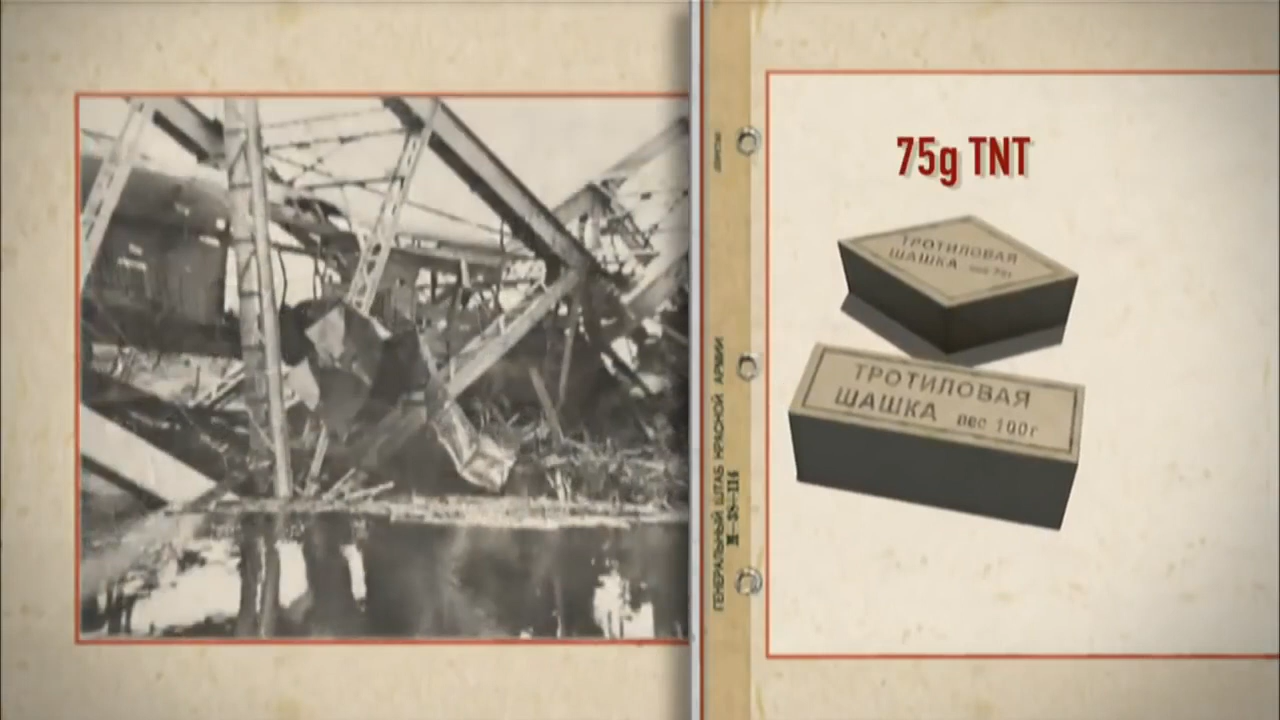 75g TNT
ТРОТИЛОВАЯ
ШАШКА
ТРОТИЛОВАЯ
ШАШКА вес 100г
ГЕНЕРАЛЬНЫЙ ШТАБ КРАСНОЙ АРМИИ